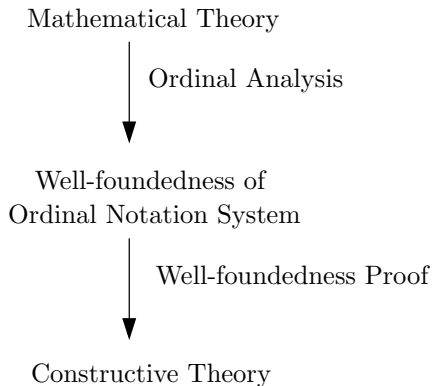 Mathematical Theory
Ordinal Analysis
Well-foundedness of
Ordinal Notation System
Well-foundedness Proof
Constructive Theory